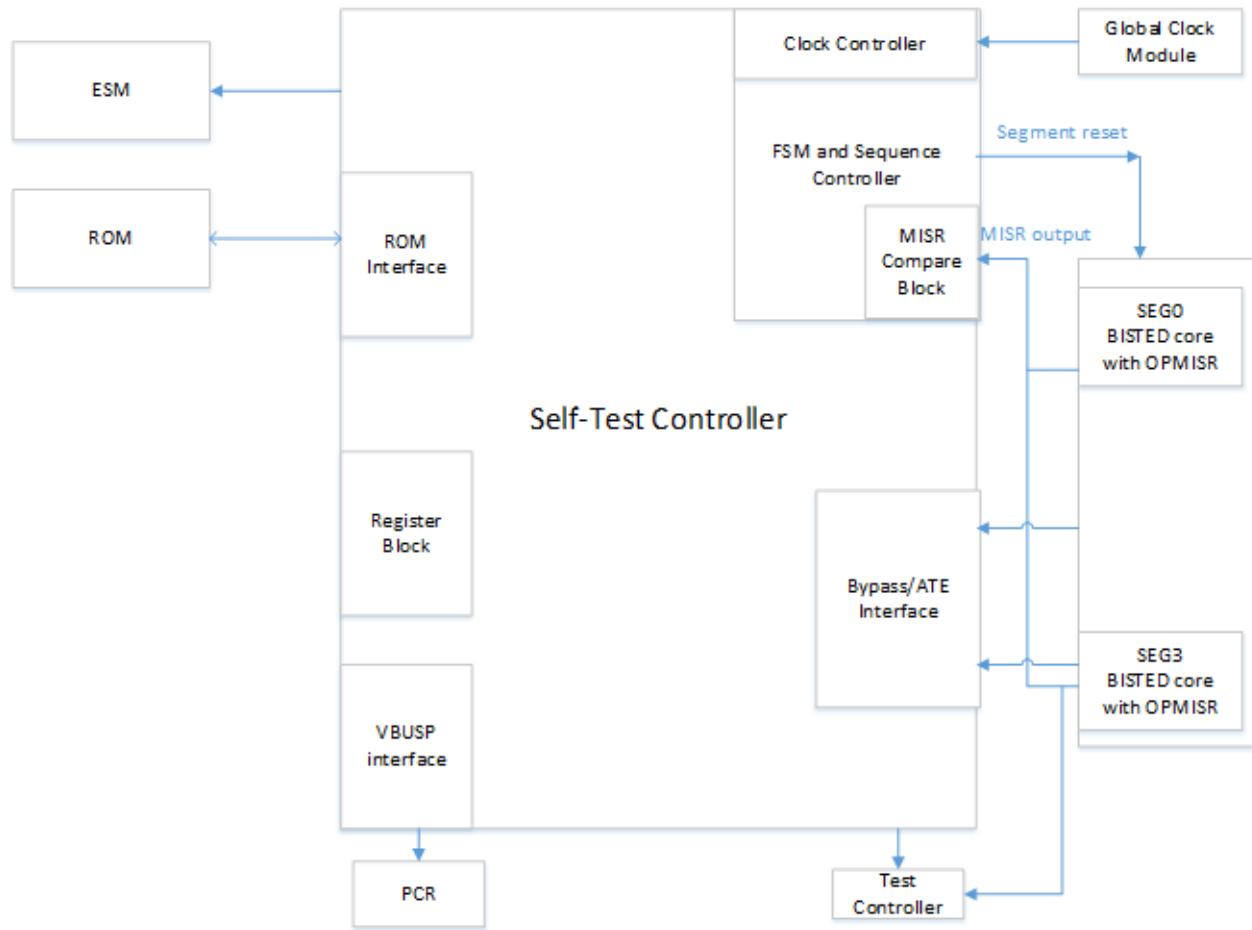 Clock Controller
Global Clock
Module
ESM
Segment reset
FSM and Sequence
Controller
ROM
ROM
Interface
MISR
Compare
Block
MISR output
SEG0
BISTED core
with OPMISR
Self-Test Controller
Register
Block
Bypass/ATE
Interface
SEG3
BISTED core
with OPMISR
VBUSP
interface
PCR
Test
Controller